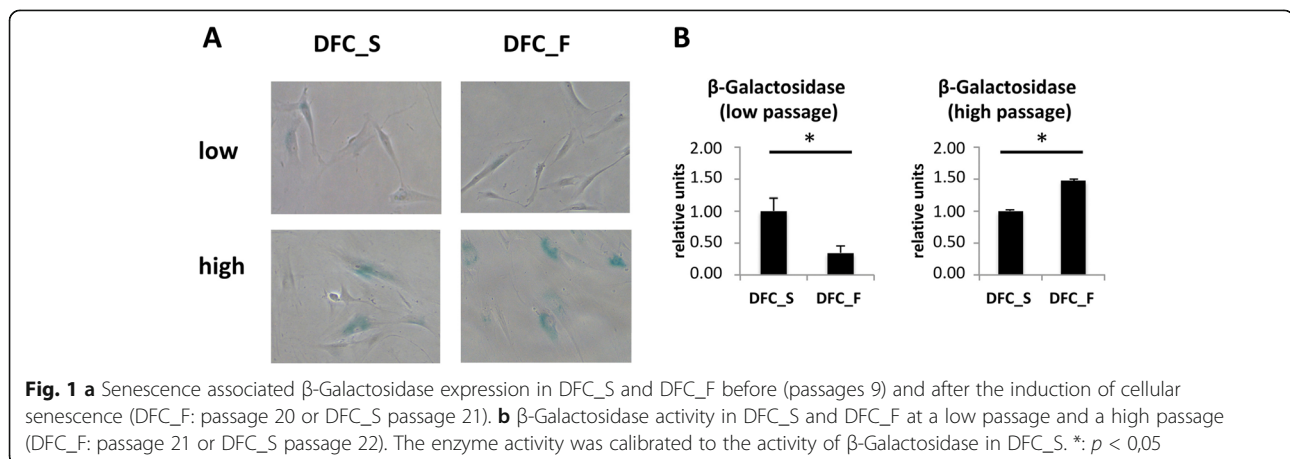 A
DFC_S DFC_F
low
high
B
β-Galactosidase
(low passage)
*
relative units
2.00
1.50
1.00
0.50
0.00
DFC_S DFC_F
β-Galactosidase
(high passage)
*
relative units
2.00
1.50
1.00
0.50
0.00
DFC_S DFC_F
Fig. 1 a Senescence associated β-Galactosidase expression in DFC_S and DFC_F before (passages 9) and after the induction of cellular
senescence (DFC_F: passage 20 or DFC_S passage 21). b β-Galactosidase activity in DFC_S and DFC_F at a low passage and a high passage
(DFC_F: passage 21 or DFC_S passage 22). The enzyme activity was calibrated to the activity of β-Galactosidase in DFC_S. *: p < 0,05